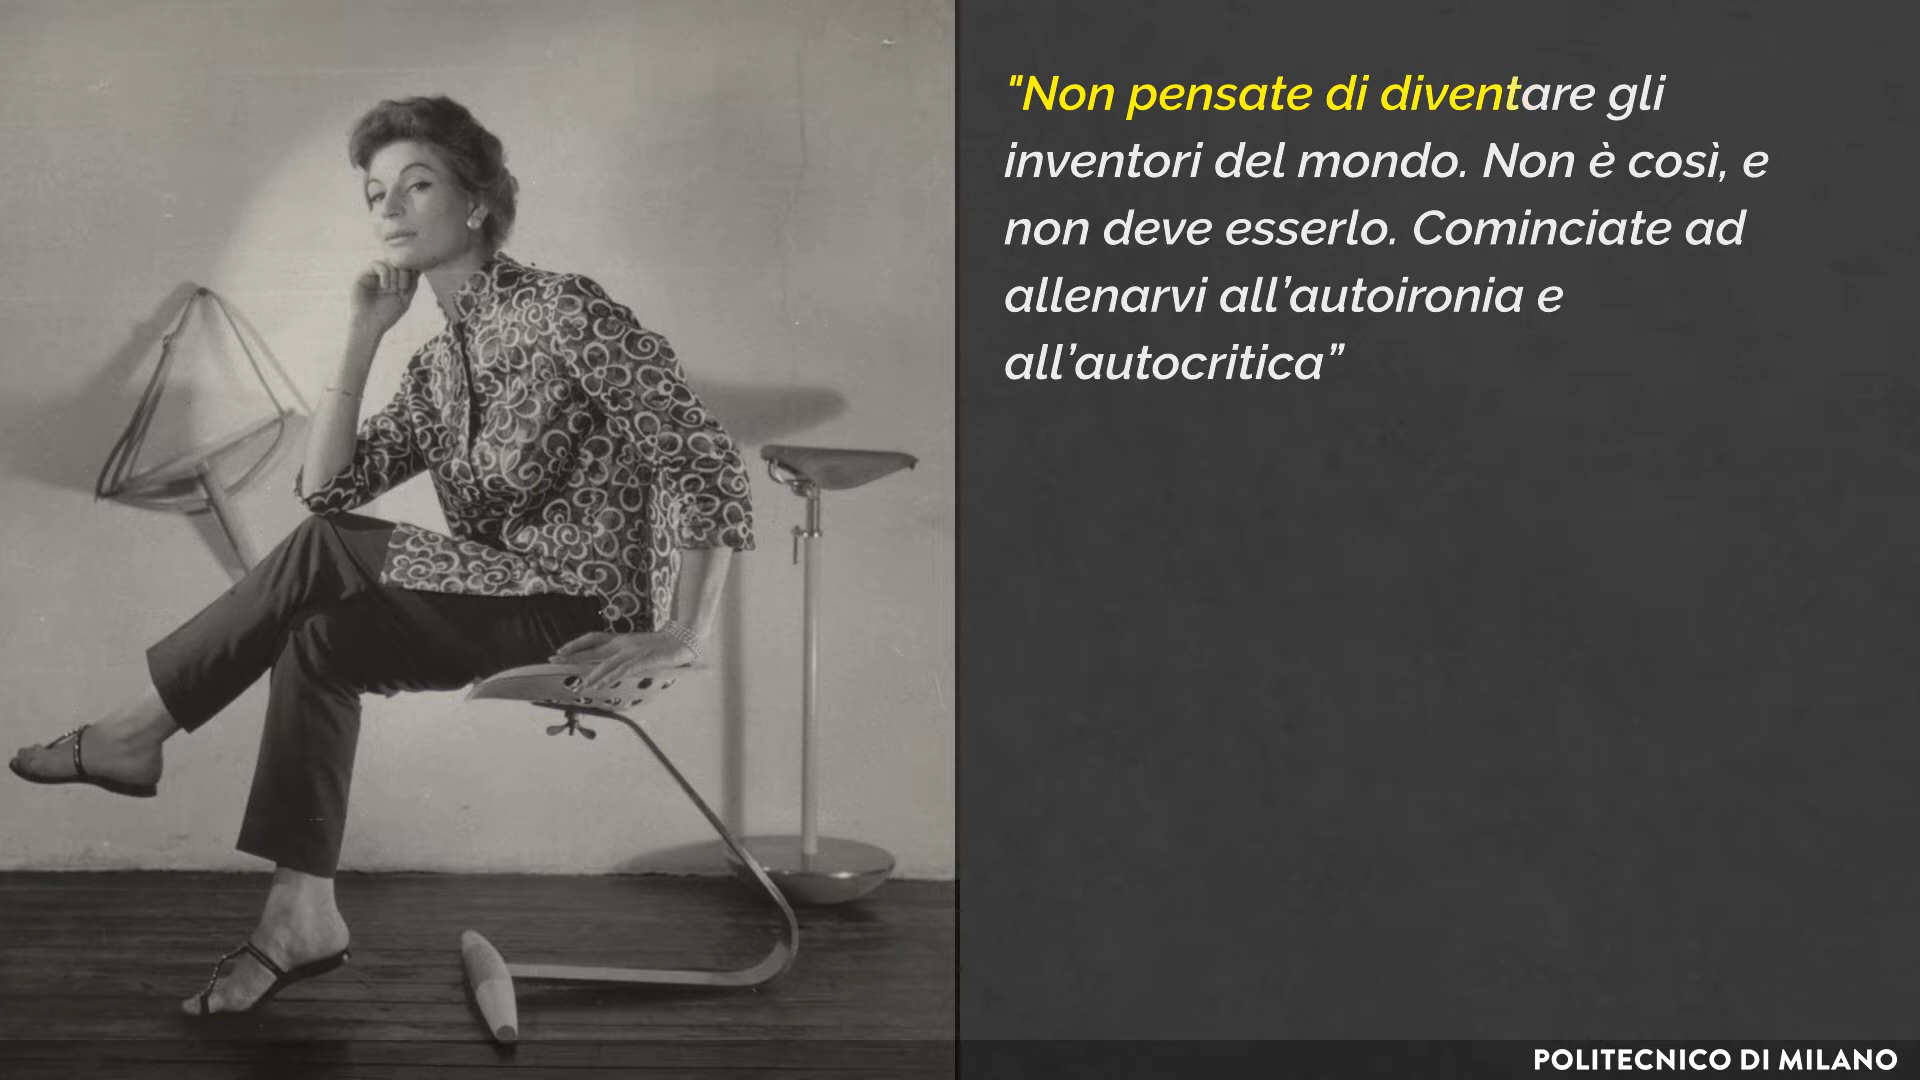 "Non pensate di diventare gli
inventori del mondo. Non è così, e
non deve esserlo. Cominciate ad
allenarvi all’autoironia e
all’autocritica”
POLITECNICO DI MILANO